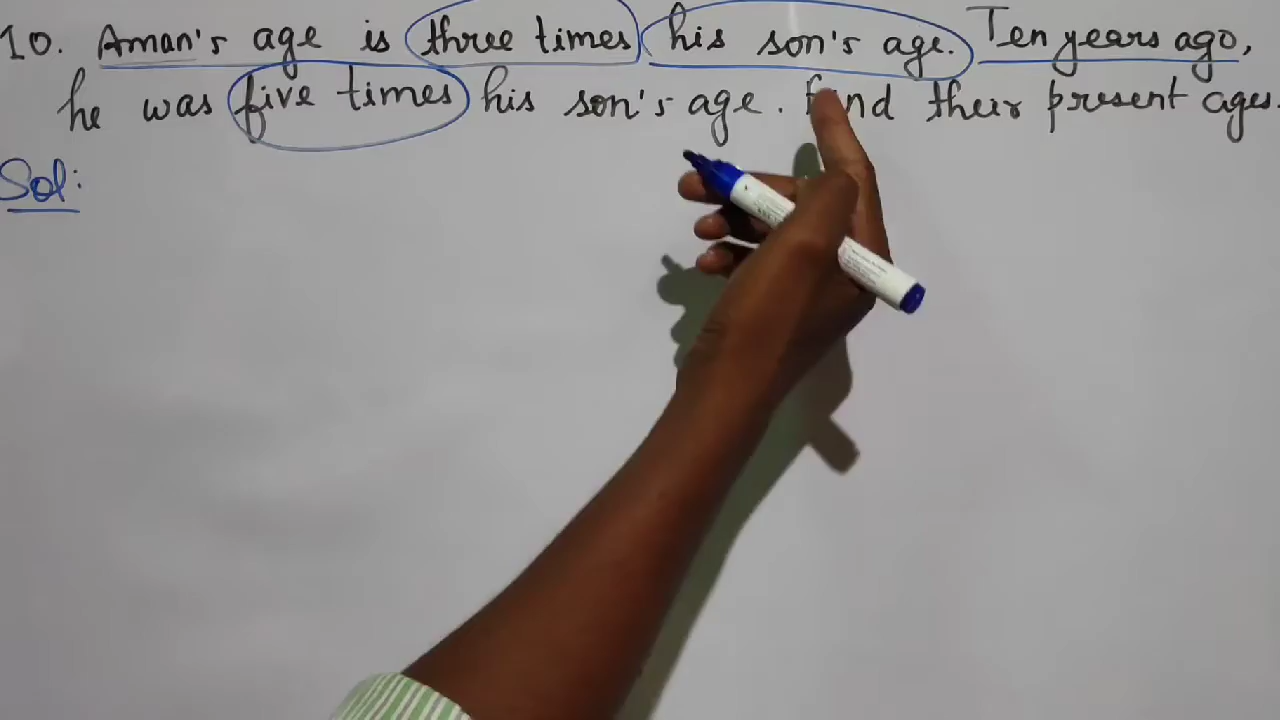 10. Aman's age is three times his son's age. Ten years ago,
he was five times his son's age. Find their present ages.
Sol: